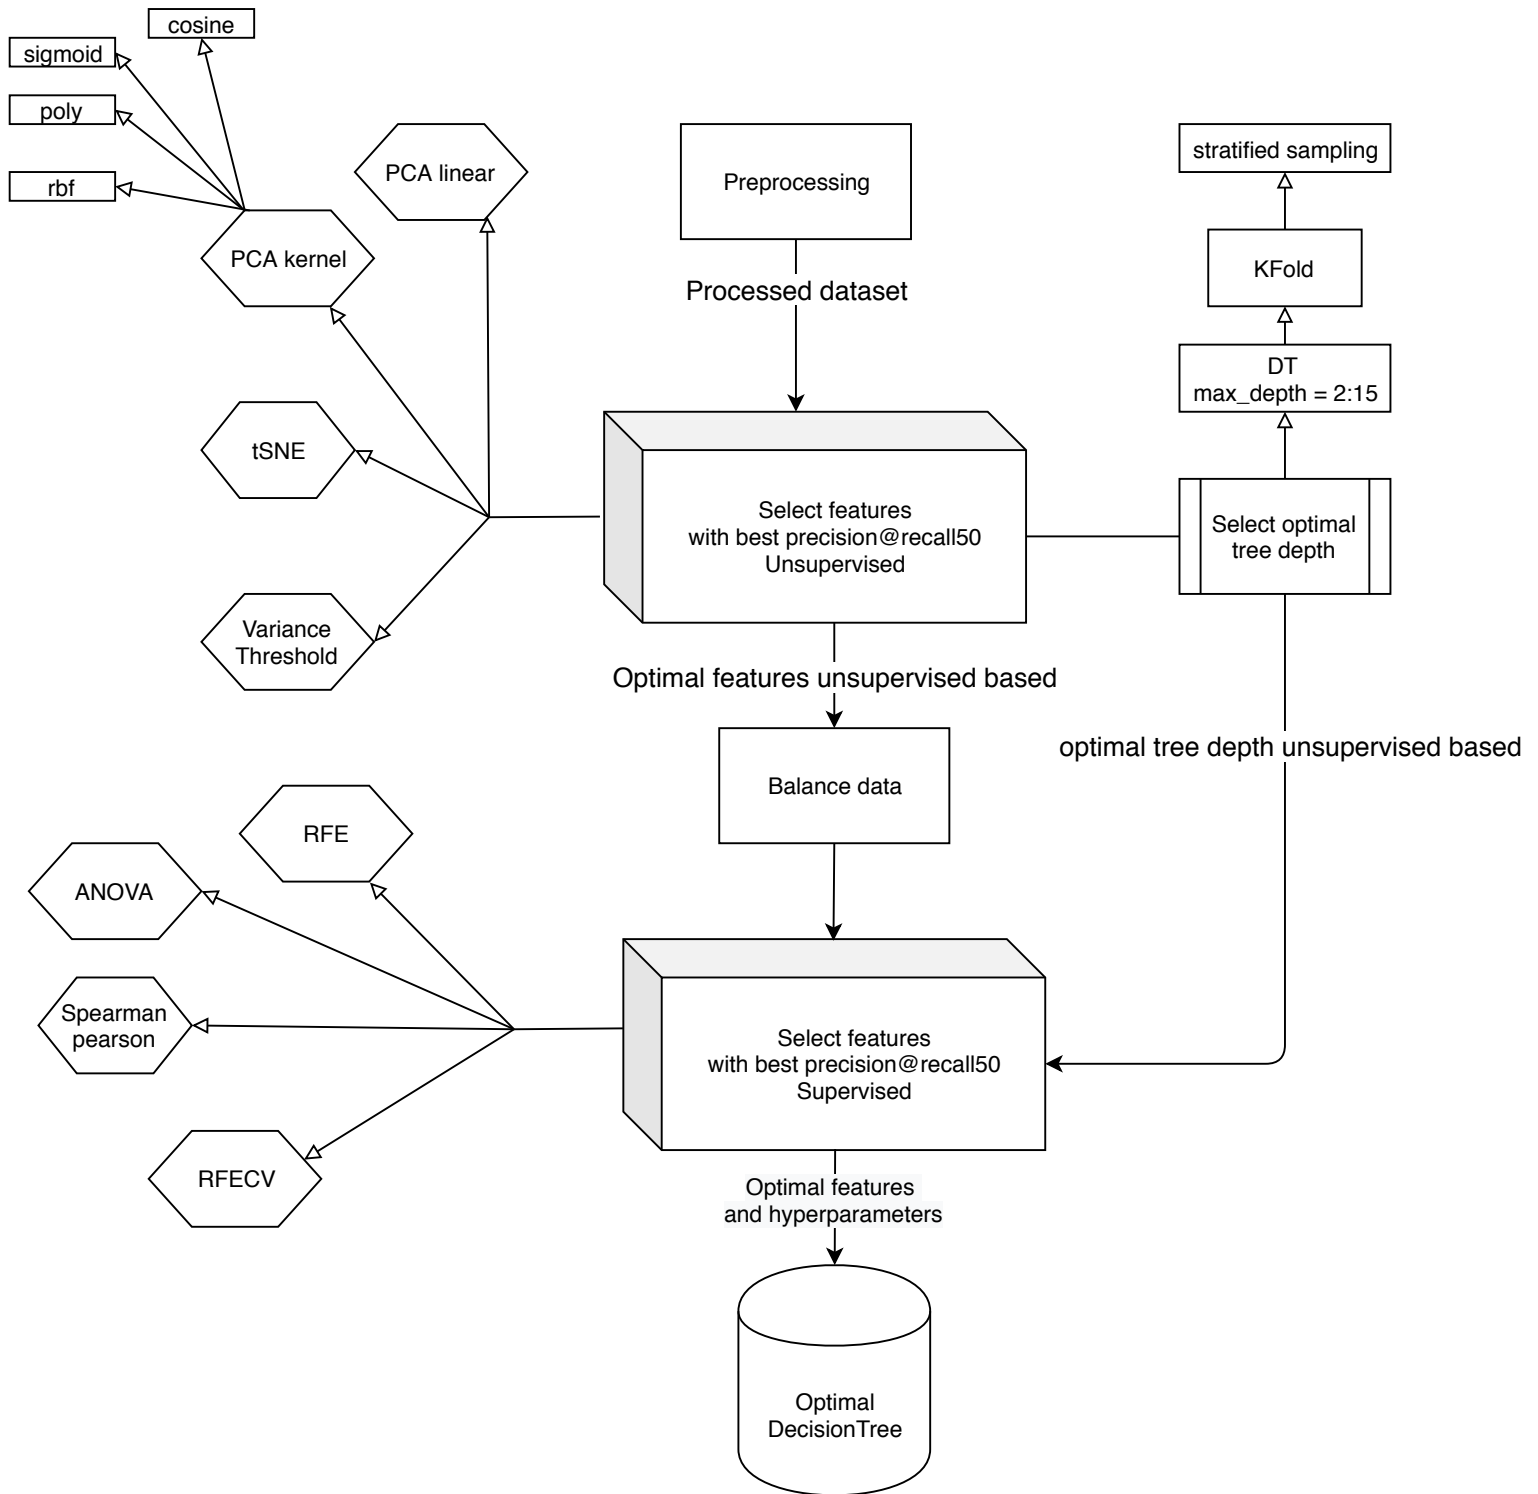 cosine
sigmoid
poly
rbf
PCA linear
PCA kernel
Preprocessing
stratified sampling
KFold
Processed dataset
DT
max_depth = 2:15
tSNE
Select features
with best precision@recall50
Unsupervised
Select optimal
tree depth
Variance
Threshold
Optimal features unsupervised based
optimal tree depth unsupervised based
Balance data
RFE
ANOVA
Spearman
pearson
Select features
with best precision@recall50
Supervised
RFECV
Optimal features
and hyperparameters
Optimal
DecisionTree